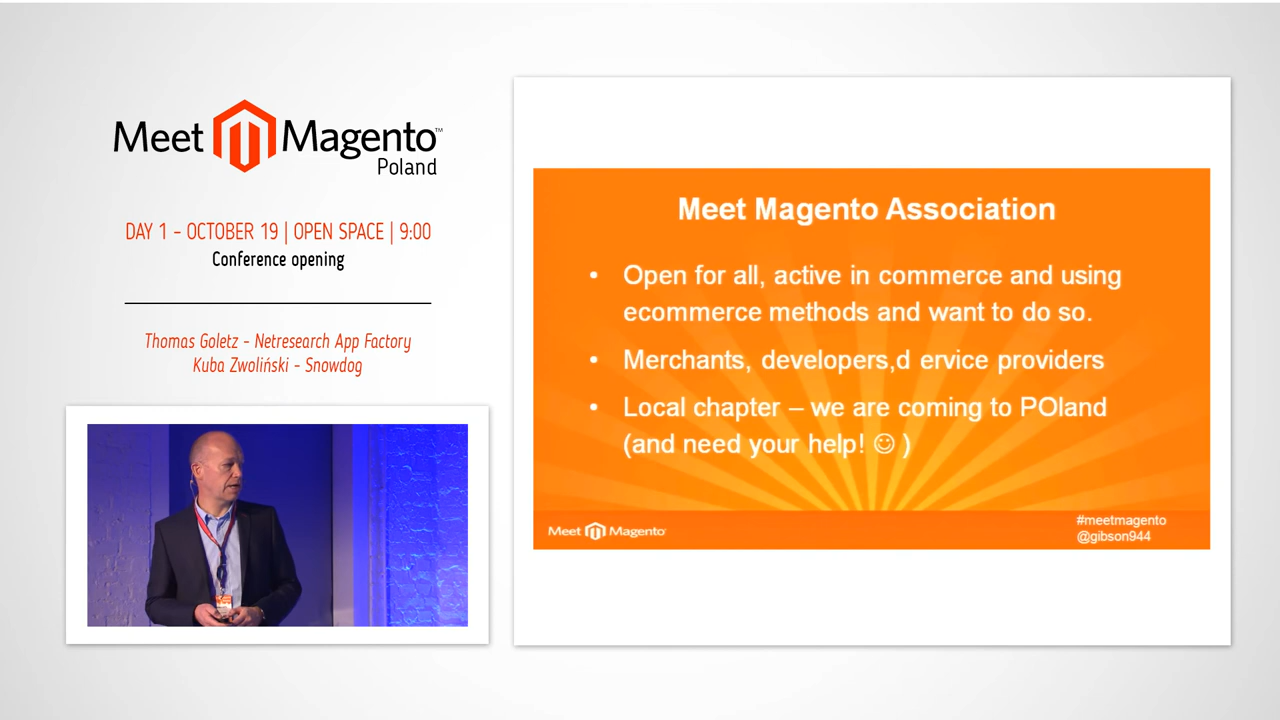 Meet Magento™
Poland
DAY 1 - OCTOBER 19 | OPEN SPACE | 9:00
Conference opening
Thomas Goletz - Netresearch App Factory
Kuba Zwoliński - Snowdog
Meet Magento Association
• Open for all, active in commerce and using
ecommerce methods and want to do so.
• Merchants, developers,d ervice providers
• Local chapter – we are coming to POland
(and need your help! ☺ )
Meet Magento
#meetmagento
@gibson944